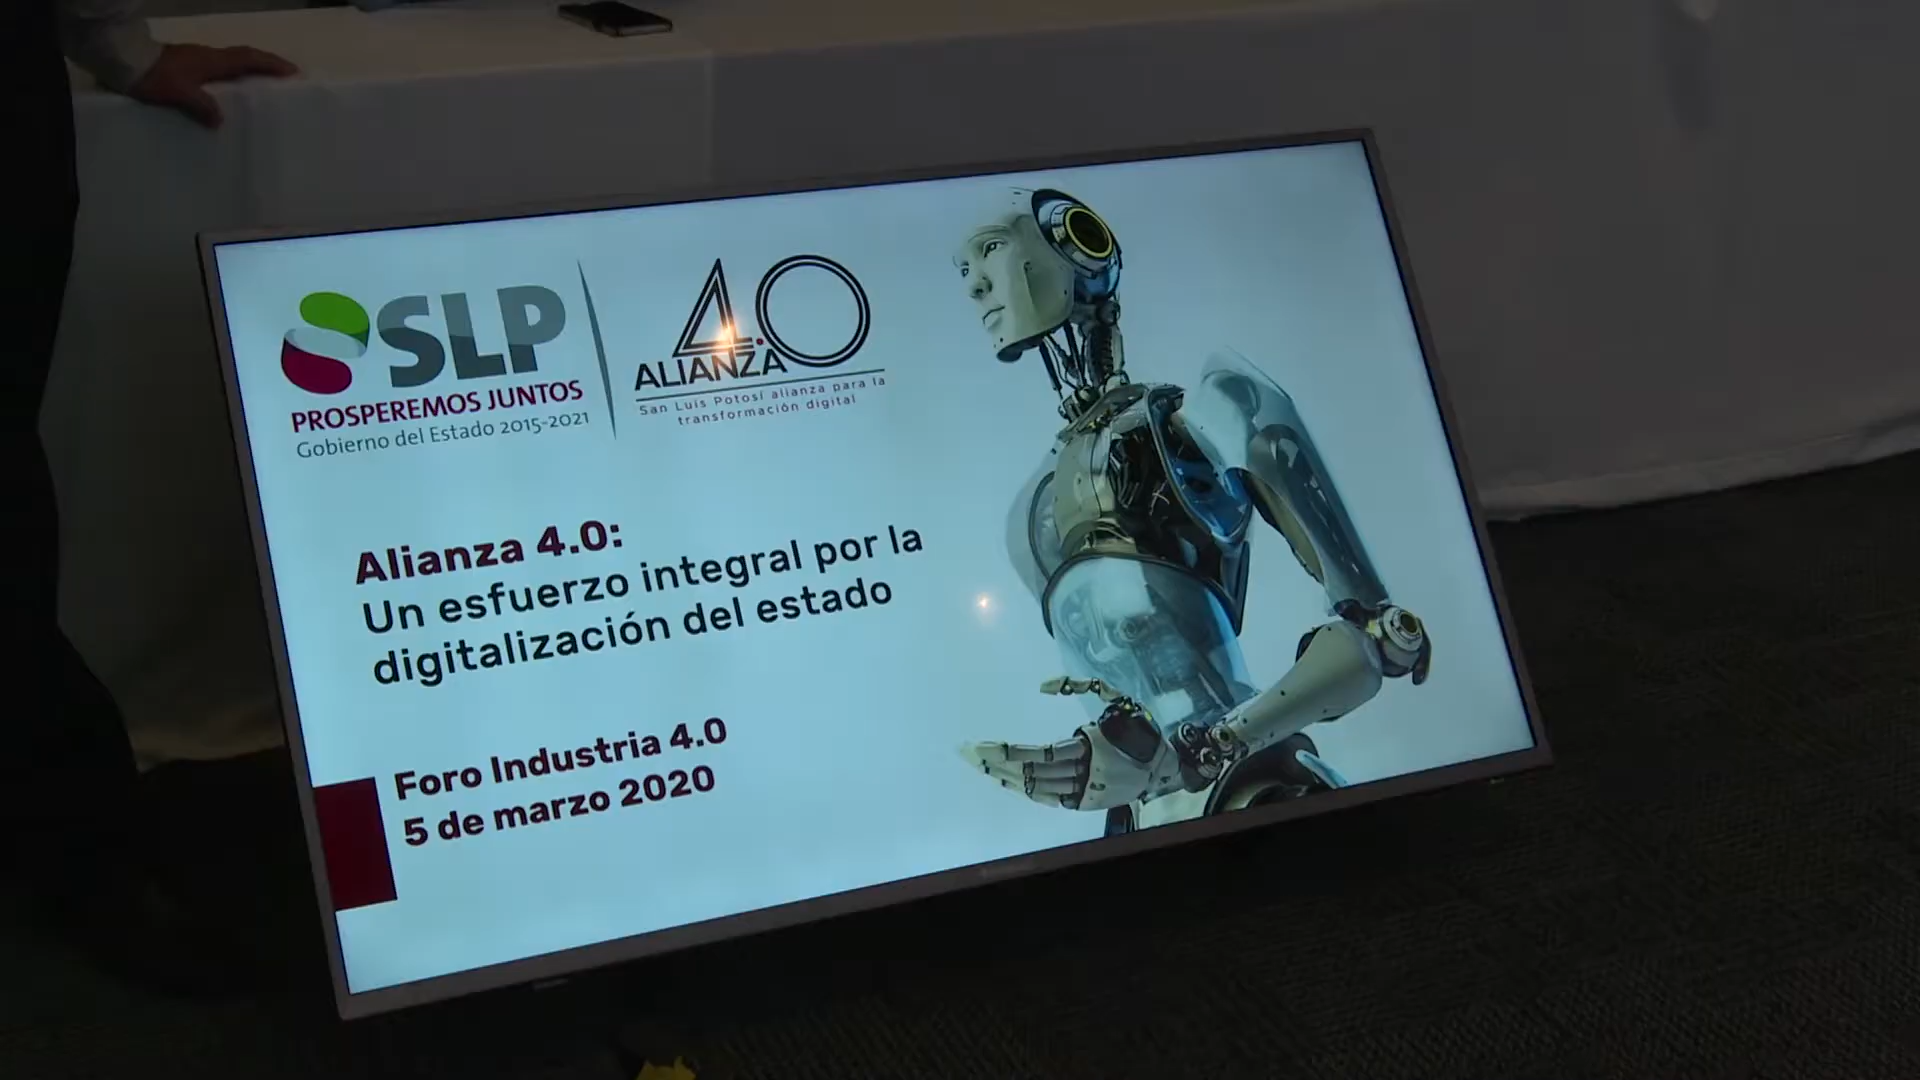 SLP
PROSPEREMOS JUNTOS
Gobierno del Estado 2015-2021
4.0
ALIANZA
San Luis Potosí alianza para la
transformación digital
Alianza 4.0:
Un esfuerzo integral por la
digitalización del estado
Foro Industria 4.0
5 de marzo 2020